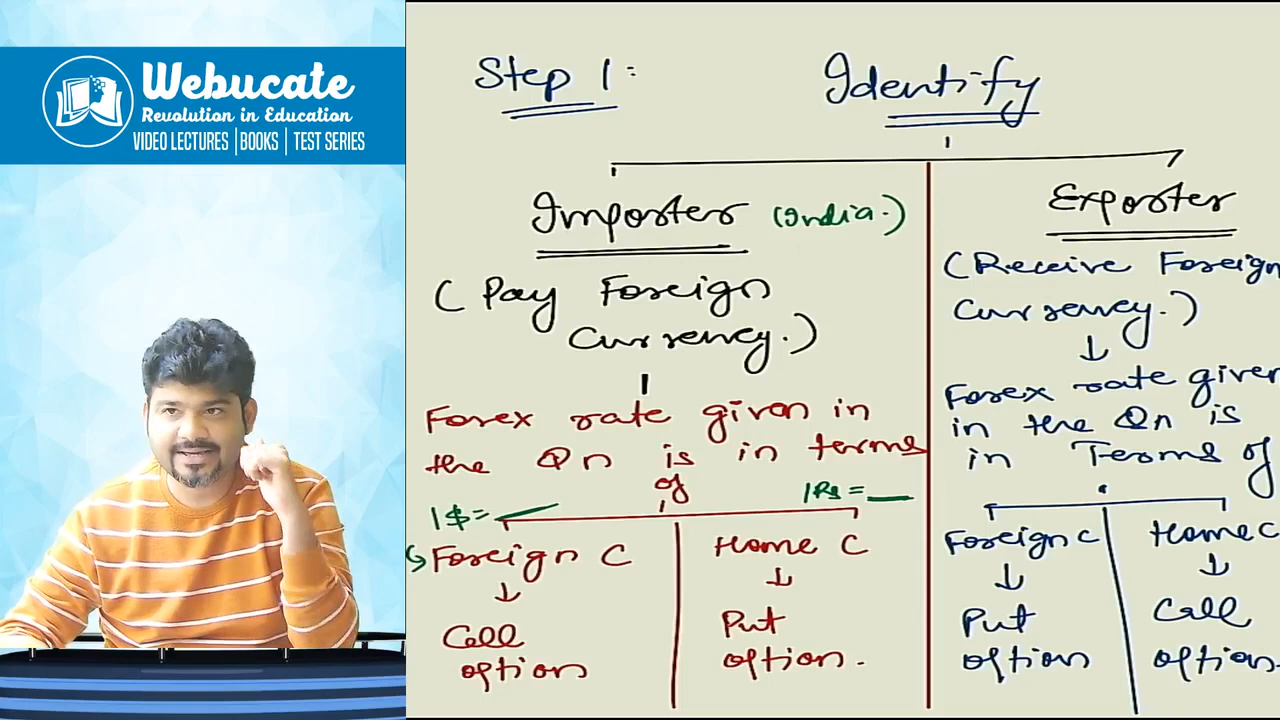 Webucate
Revolution in Education
VIDEO LECTURES | BOOKS | TEST SERIES
Step 1:
Identify
Importer (India.)
(Pay Foreign
Currency.)
Forex rate given in
the Qn is in terms
of
1$=
1Rs =
Foreign C
Call
option
Home C
Put
option.
Exporter
(Receive Foreign
Currency.)
Forex rate given
in the Qn is
in Terms of
Foreign C
Put
option
Home C
Call
option.